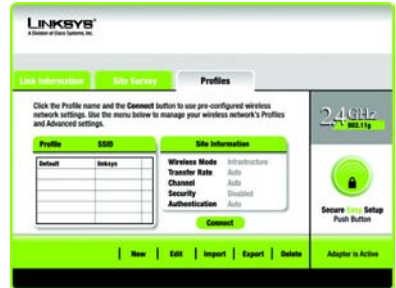 LINKSYS®
A Division of Cisco Systems, Inc.
Link Information Site Survey Profiles
Click the Profile name and the Connect button to use pre-configured wireless
network settings. Use the menu below to manage your wireless network's Profiles
and Advanced settings.
Profile SSID
Default linksys
Site Information
Wireless Mode Infrastructure
Transfer Rate Auto
Channel Auto
Security Disabled
Authentication Auto
Connect
2.4GHz
802.11g
Secure Easy Setup
Push Button
New Edit Import Export Delete
Adapter is Active